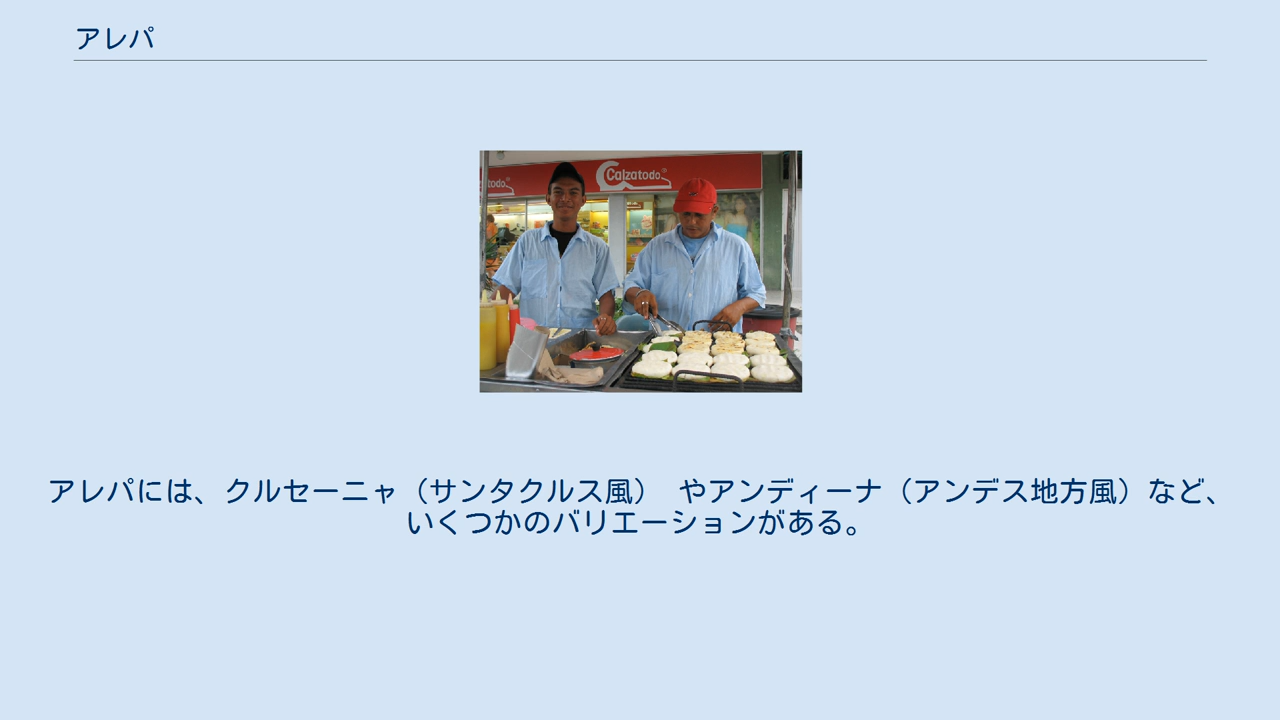 アレパ
todo
Calzatodo
アレパには、クルセーニャ（サンタクルス風） やアンディーナ（アンデス地方風）など、
いくつかのバリエーションがある。